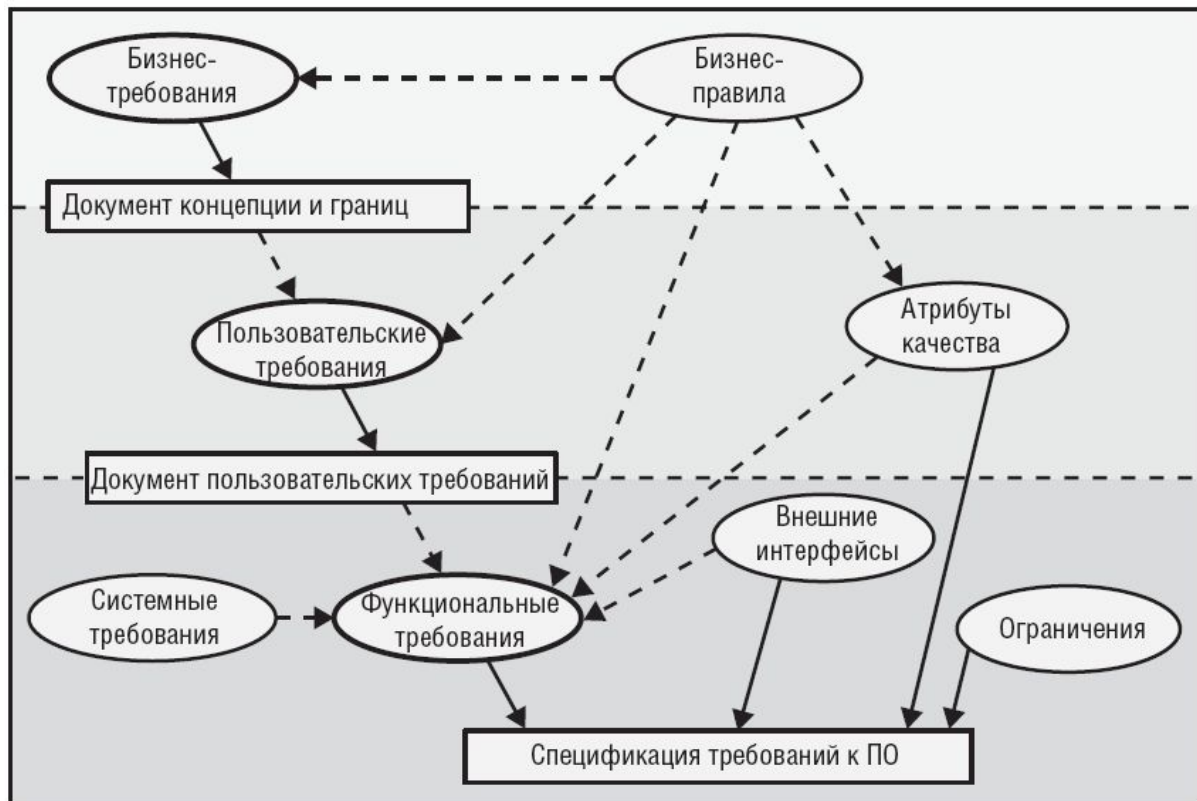 Бизнес-
требования
Бизнес-
правила
Документ концепции и границ
Пользовательские
требования
Атрибуты
качества
Документ пользовательских требований
Внешние
интерфейсы
Системные
требования
Функциональные
требования
Ограничения
Спецификация требований к ПО